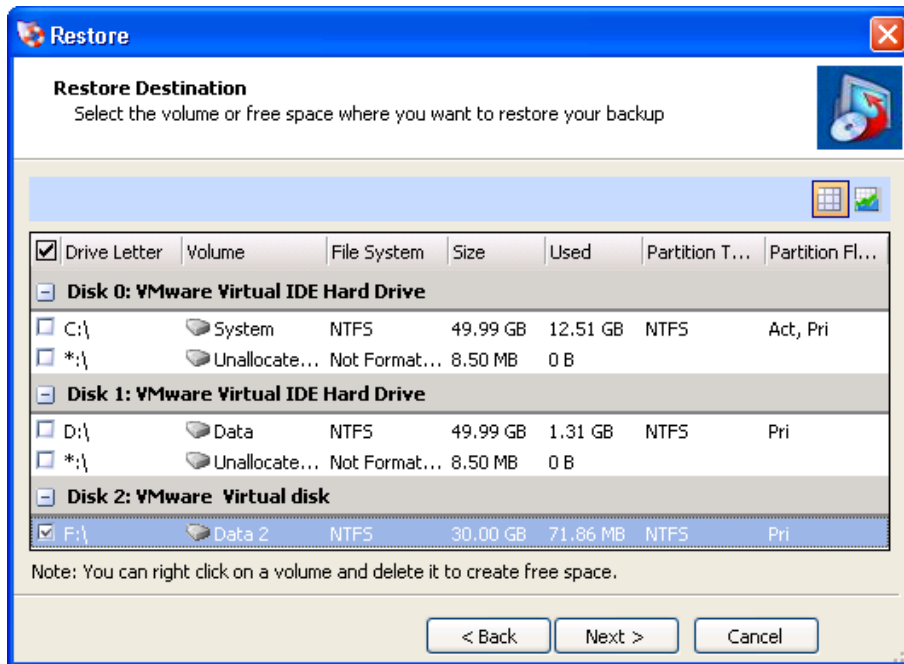 Restore
Restore Destination
Select the volume or free space where you want to restore your backup
Drive Letter Volume File System Size Used Partition T... Partition Fl...
Disk 0: VMware Virtual IDE Hard Drive
C:\ System NTFS 49.99 GB 12.51 GB NTFS Act, Pri
*:\ Unallocate... Not Format... 8.50 MB 0 B
Disk 1: VMware Virtual IDE Hard Drive
D:\ Data NTFS 49.99 GB 1.31 GB NTFS Pri
*:\ Unallocate... Not Format... 8.50 MB 0 B
Disk 2: VMware Virtual disk
F:\ Data 2 NTFS 30.00 GB 71.86 MB NTFS Pri
Note: You can right click on a volume and delete it to create free space.
< Back Next > Cancel